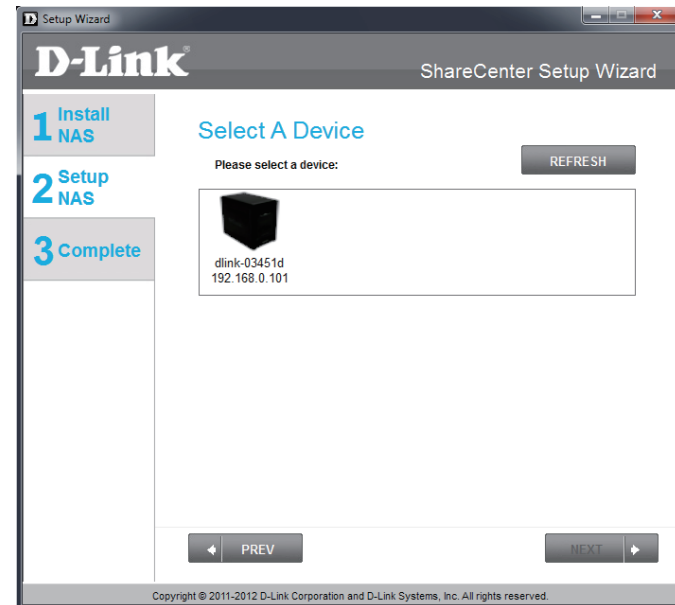 Setup Wizard
D-Link®
ShareCenter Setup Wizard
1 Install
NAS
2 Setup
NAS
3 Complete
Select A Device
Please select a device:
REFRESH
dlink-03451d
192.168.0.101
PREV
NEXT
Copyright © 2011-2012 D-Link Corporation and D-Link Systems, Inc. All rights reserved.